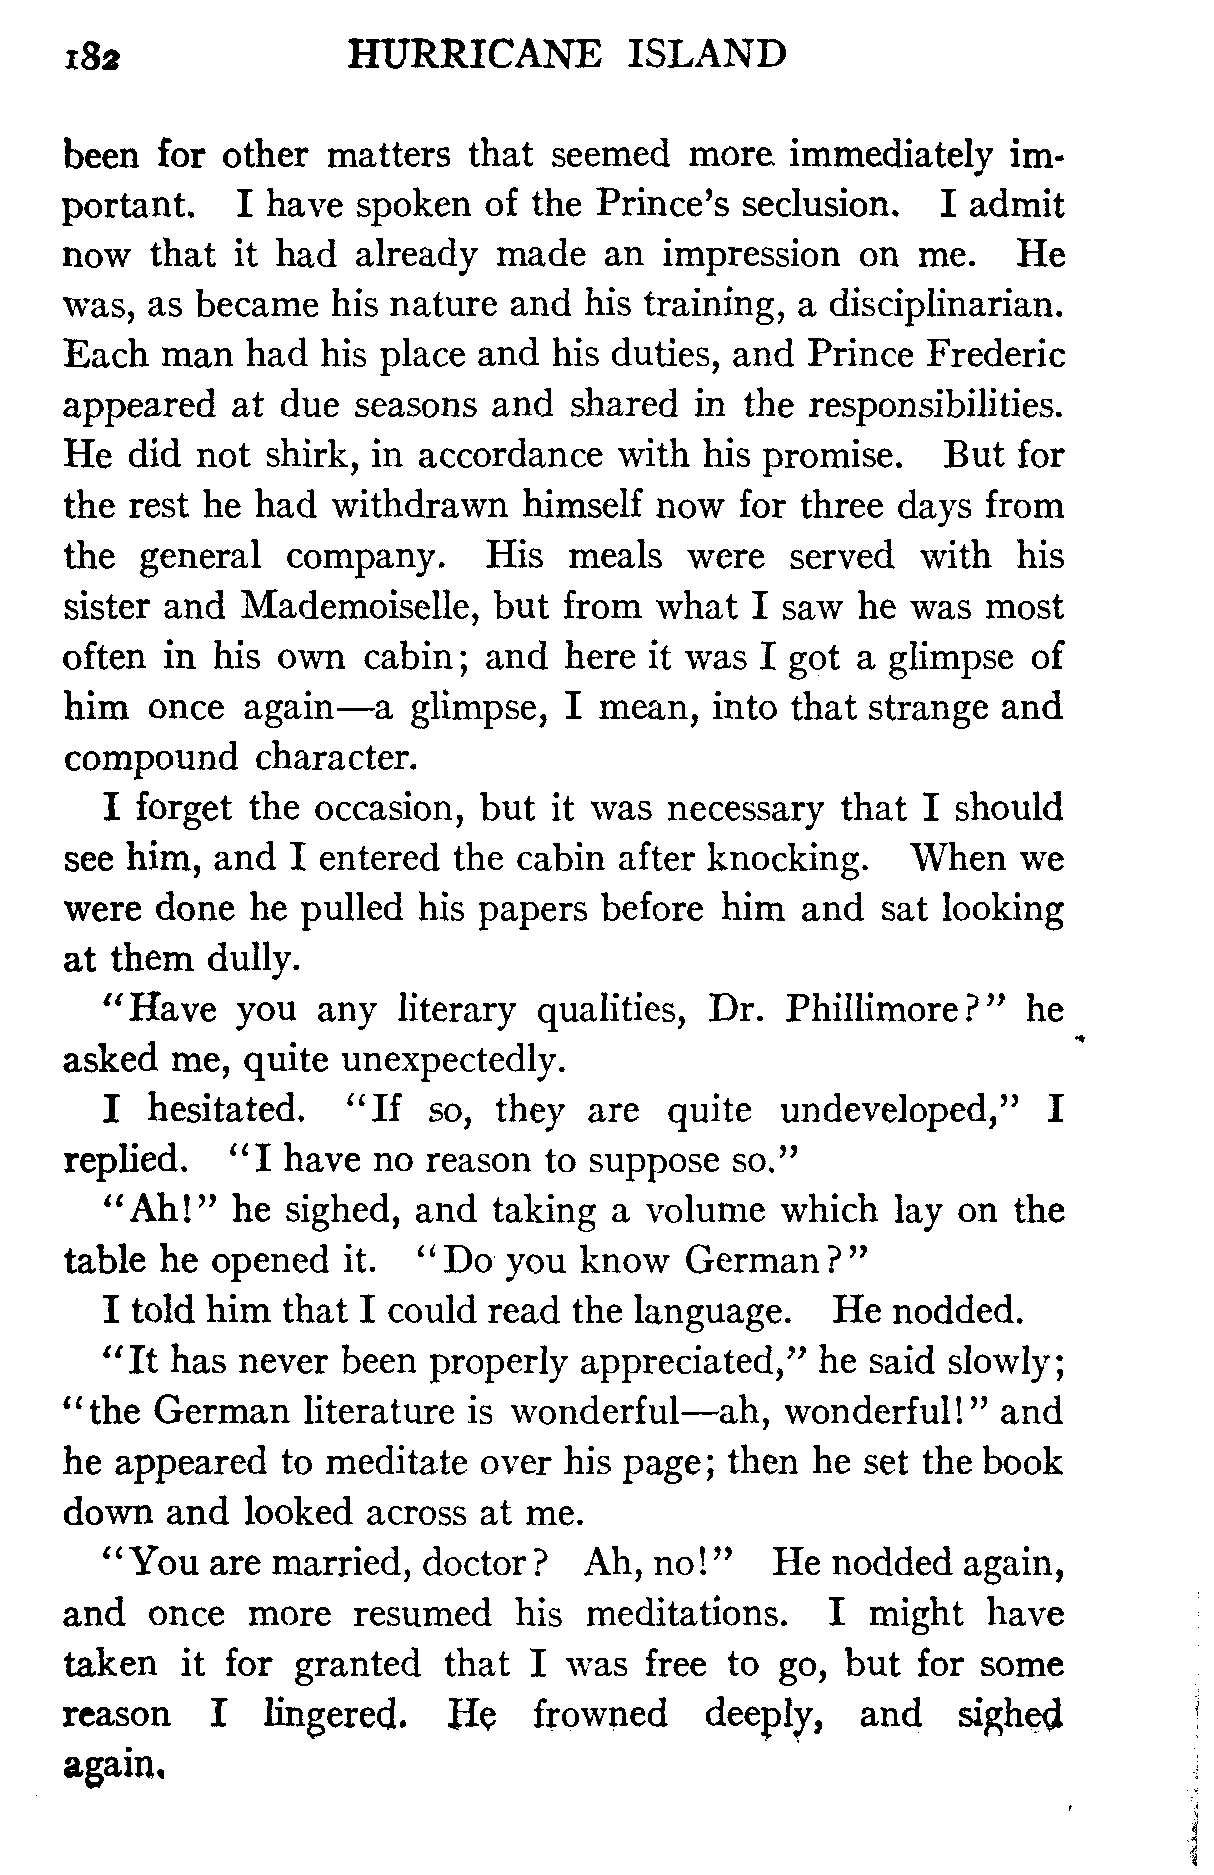 182 HURRICANE ISLAND
been for other matters that seemed more immediately im-
portant. I have spoken of the Prince's seclusion. I admit
now that it had already made an impression on me. He
was, as became his nature and his training, a disciplinarian.
Each man had his place and his duties, and Prince Frederic
appeared at due seasons and shared in the responsibilities.
He did not shirk, in accordance with his promise. But for
the rest he had withdrawn himself now for three days from
the general company. His meals were served with his
sister and Mademoiselle, but from what I saw he was most
often in his own cabin; and here it was I got a glimpse of
him once again—a glimpse, I mean, into that strange and
compound character.
I forget the occasion, but it was necessary that I should
see him, and I entered the cabin after knocking. When we
were done he pulled his papers before him and sat looking
at them dully.
“Have you any literary qualities, Dr. Phillimore?” he
asked me, quite unexpectedly.
I hesitated. “If so, they are quite undeveloped,” I
replied. “I have no reason to suppose so.”
“Ah!” he sighed, and taking a volume which lay on the
table he opened it. “Do you know German?”
I told him that I could read the language. He nodded.
“It has never been properly appreciated,” he said slowly;
“the German literature is wonderful—ah, wonderful!” and
he appeared to meditate over his page; then he set the book
down and looked across at me.
“You are married, doctor? Ah, no!” He nodded again,
and once more resumed his meditations. I might have
taken it for granted that I was free to go, but for some
reason I lingered. He frowned deeply, and sighed
again.